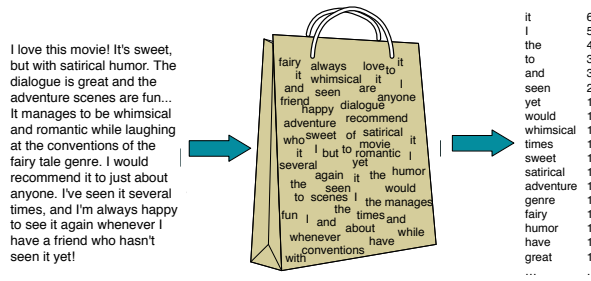 I love this movie! It's sweet,
but with satirical humor. The
dialogue is great and the
adventure scenes are fun...
It manages to be whimsical
and romantic while laughing
at the conventions of the
fairy tale genre. I would
recommend it to just about
anyone. I've seen it several
times, and I'm always happy
to see it again whenever I
have a friend who hasn't
seen it yet!
fairy always love to it
it whimsical it I
and seen are anyone
friend happy dialogue
adventure recommend
who sweet of satirical
it I but to romantic movie it I
several yet
again it the humor
the seen would
to scenes I the manages
fun I and the times and
about while
whenever have
conventions
with
it 6
I 5
the 4
to 3
and 3
seen 2
yet 1
would 1
whimsical 1
times 1
sweet 1
satirical 1
adventure 1
genre 1
fairy 1
humor 1
have 1
great 1
...